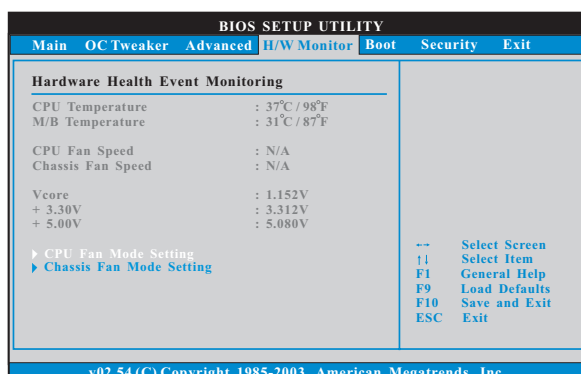 BIOS SETUP UTILITY
Main OC Tweaker Advanced H/W Monitor Boot Security Exit
Hardware Health Event Monitoring
CPU Temperature : 37°C / 98°F
M/B Temperature : 31°C / 87°F
CPU Fan Speed : N/A
Chassis Fan Speed : N/A
Vcore : 1.152V
+ 3.30V : 3.312V
+ 5.00V : 5.080V
CPU Fan Mode Setting
Chassis Fan Mode Setting
←→ Select Screen
↑↓ Select Item
F1 General Help
F9 Load Defaults
F10 Save and Exit
ESC Exit
v02.54 (C) Copyright 1985-2003, American Megatrends, Inc.